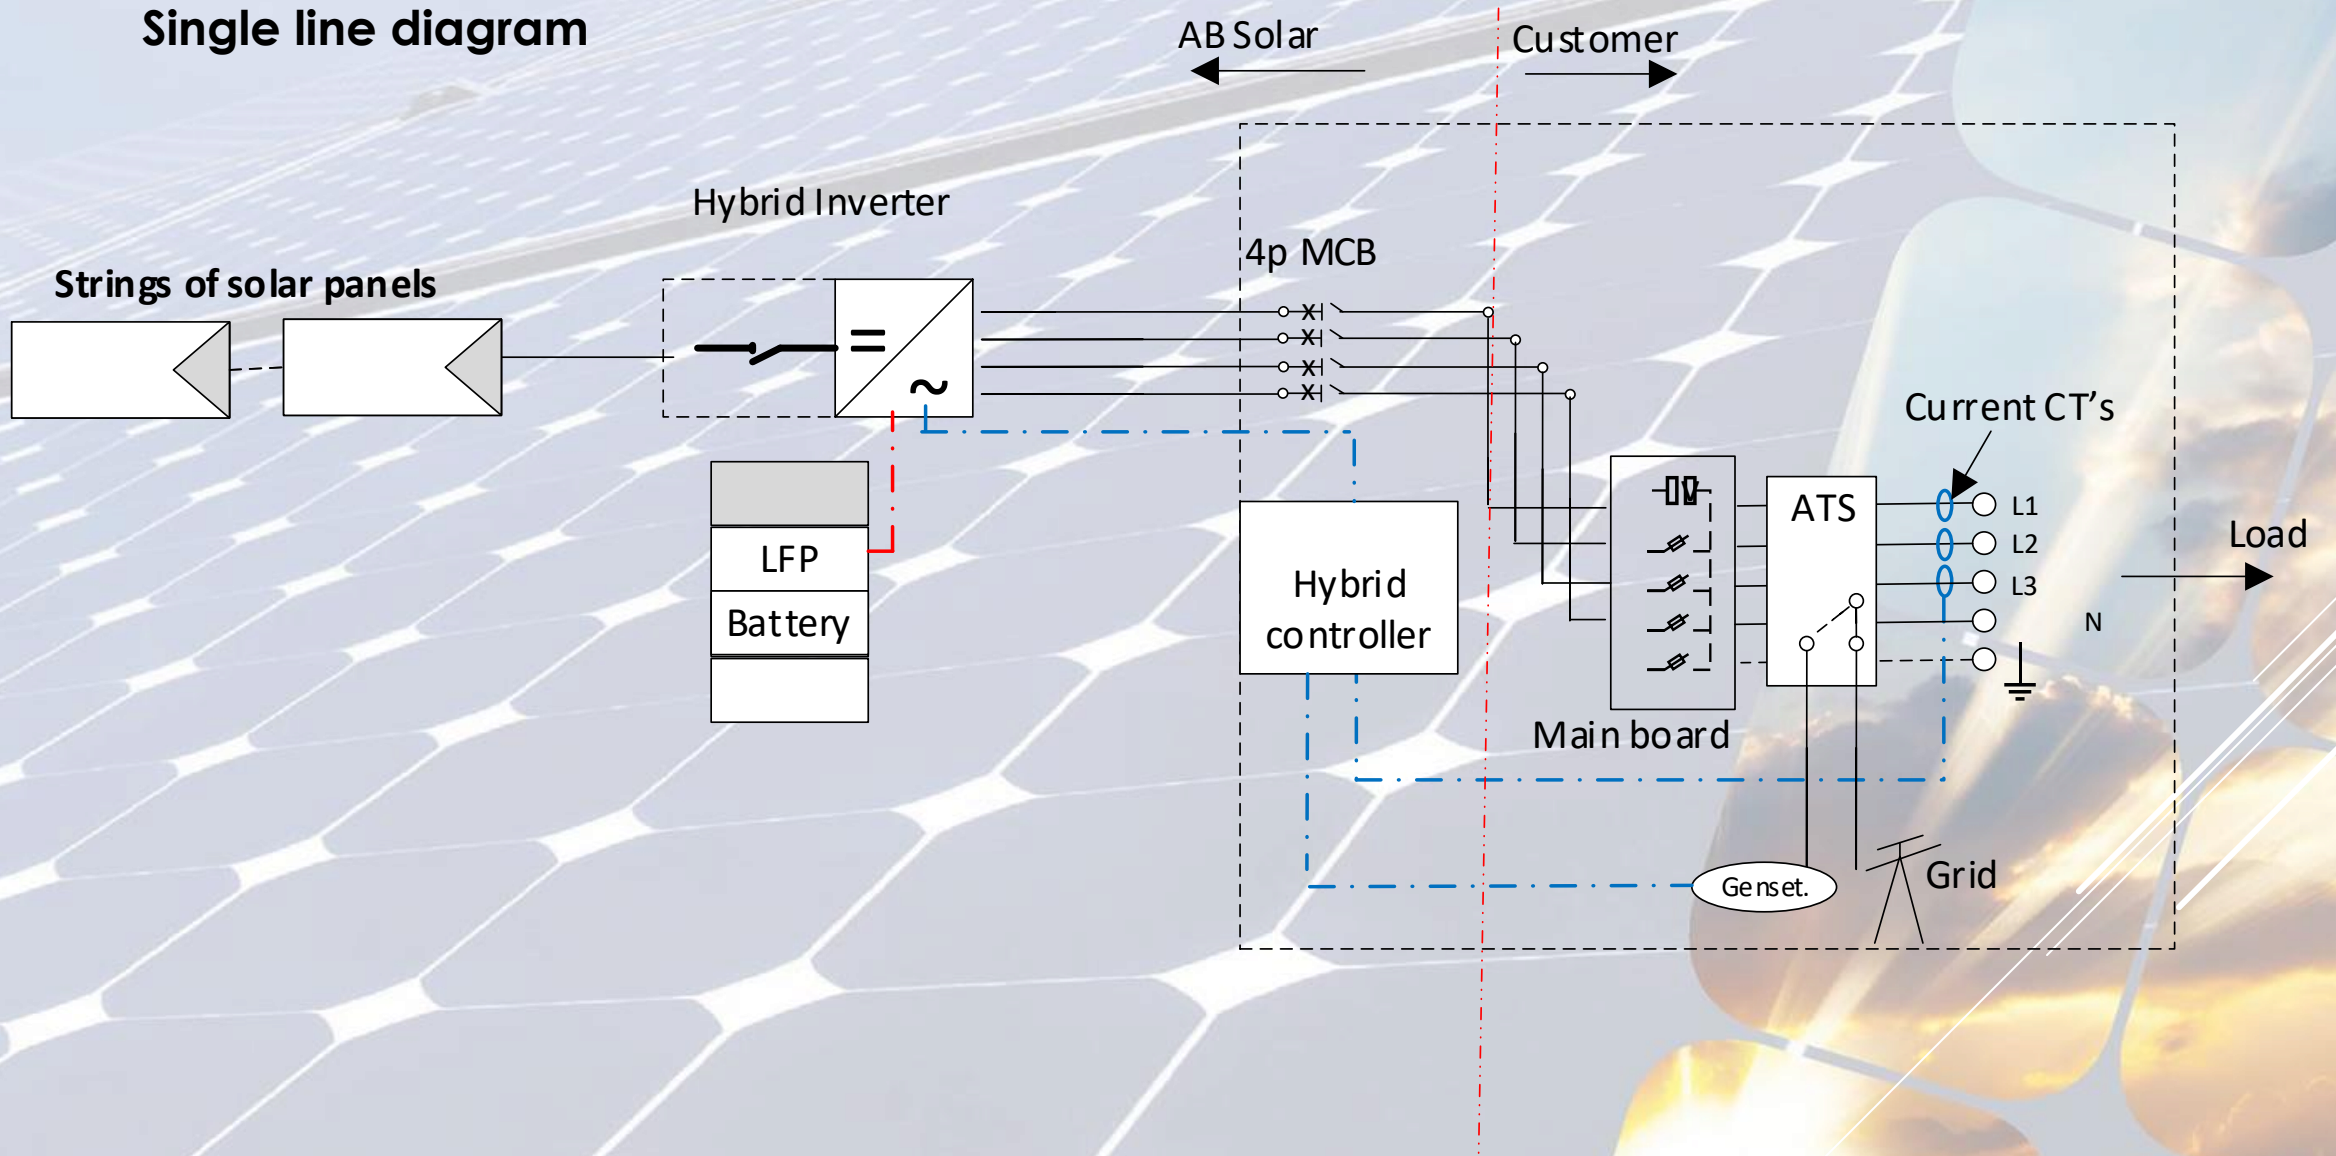 Single line diagram
AB Solar
Customer
Hybrid Inverter
4p MCB
Strings of solar panels
Current CT's
ATS
L1
L2
L3
N
Load
LFP
Battery
Hybrid
controller
Main board
Genset.
Grid